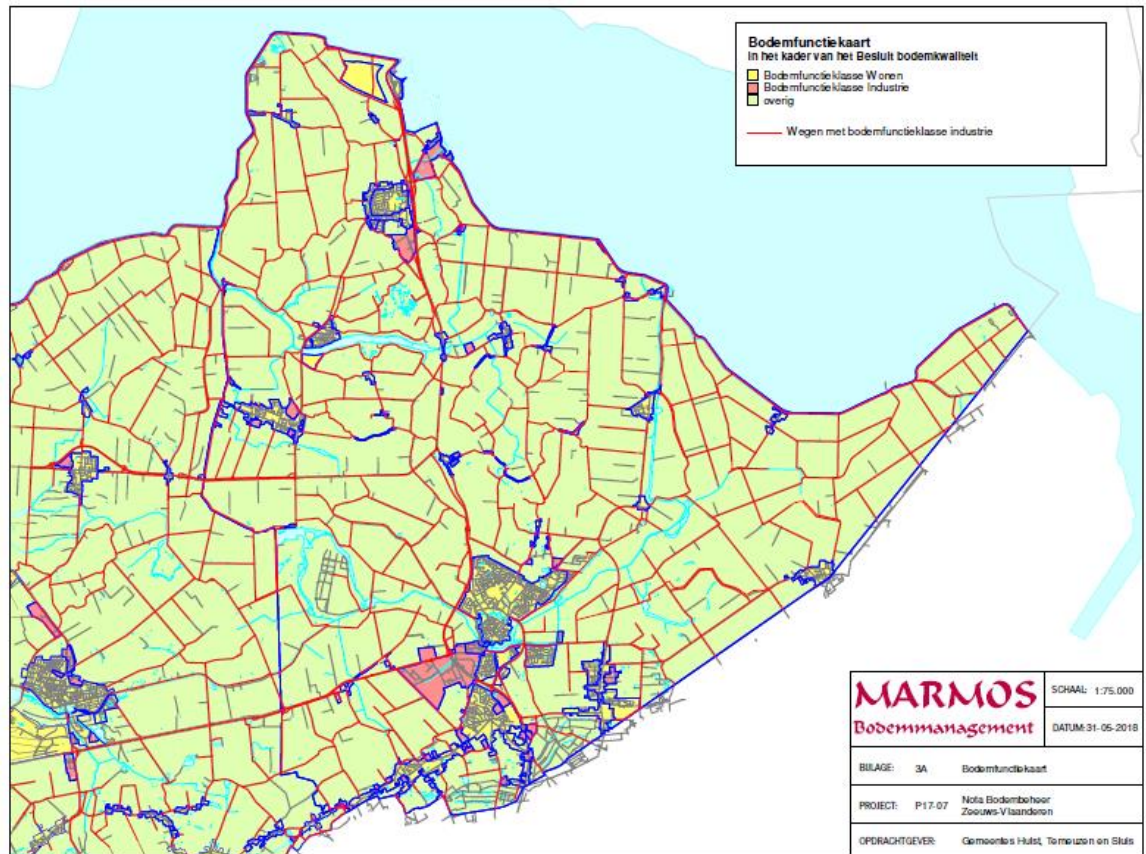 Bodemfunctiekaart
In het kader van het Besluit bodemkwaliteit
Bodemfunctieklasse Wonen
Bodemfunctieklasse Industrie
overig
Wegen met bodemfunctieklasse industrie
MARMOS
Bodemmanagement
SCHAAL: 1:75.000
DATUM: 31-05-2018
BIJLAGE: 3A Bodemfunctiekaart
PROJECT: P17-07 Nota Bodembeheer
Zeeuws-Vlaanderen
OPDRACHTGEVER: Gemeentes Hulst, Terneuzen en Sluis